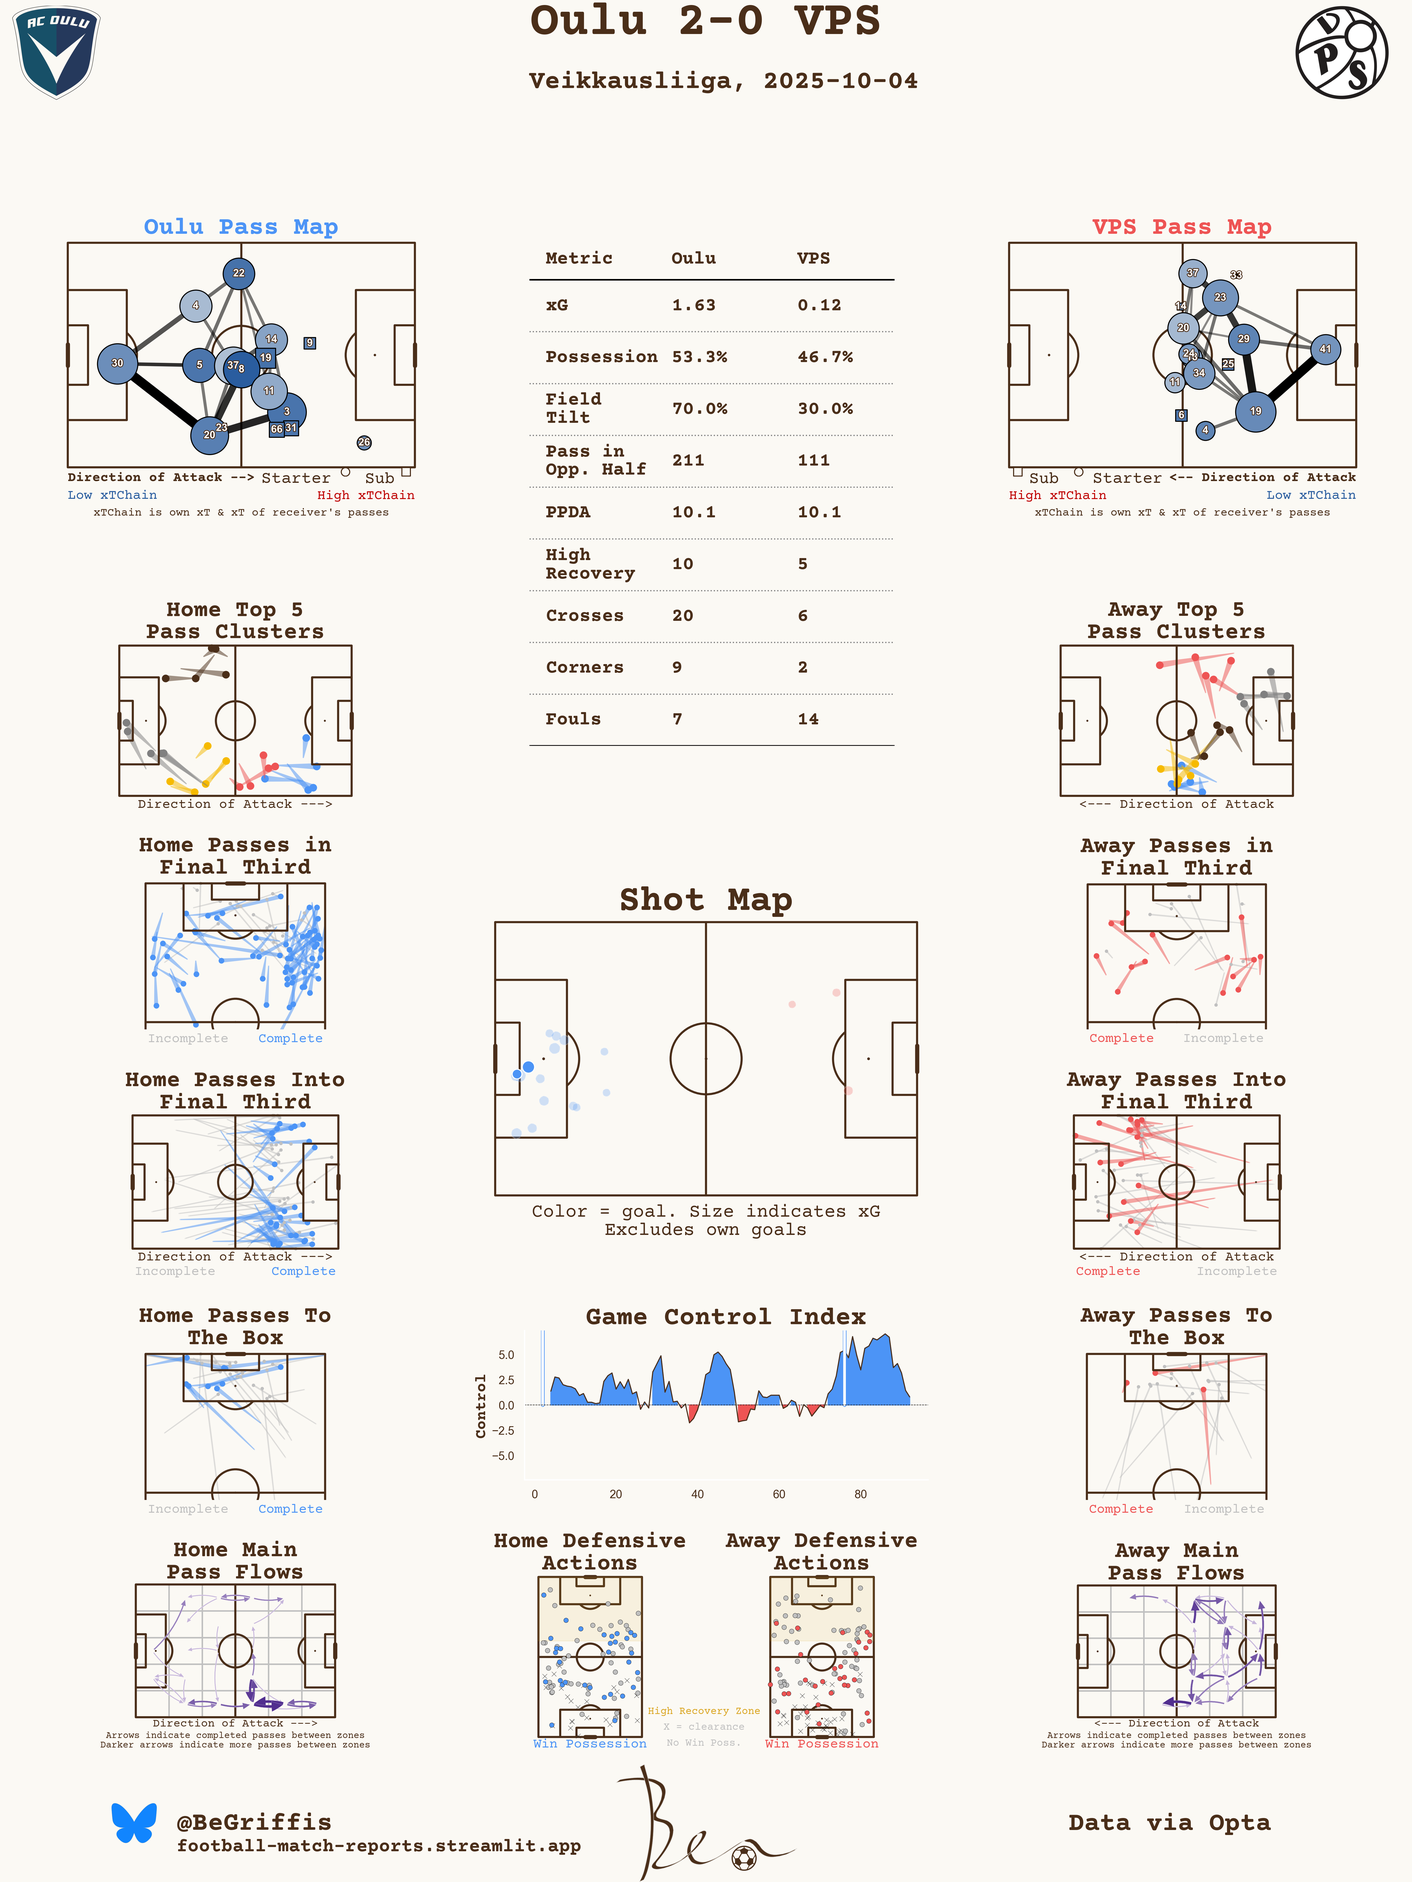 Oulu 2-0 VPS
Veikkausliiga, 2025-10-04
AC OULU
V
P
S
Oulu Pass Map
22
4
14
9
19
30
5
37
8
11
3
23
20
66
31
26
Direction of Attack --> Starter Sub
Low xTChain High xTChain
xTChain is own xT & xT of receiver's passes
Metric Oulu VPS
xG 1.63 0.12
Possession 53.3% 46.7%
Field
Tilt 70.0% 30.0%
Pass in
Opp. Half 211 111
PPDA 10.1 10.1
High
Recovery 10 5
Crosses 20 6
Corners 9 2
Fouls 7 14
VPS Pass Map
37
33
23
14
20
29
41
24
25
34
11
19
6
4
Sub Starter <-- Direction of Attack
High xTChain Low xTChain
xTChain is own xT & xT of receiver's passes
Home Top 5
Pass Clusters
Direction of Attack --->
Away Top 5
Pass Clusters
<--- Direction of Attack
Home Passes in
Final Third
Incomplete Complete
Away Passes in
Final Third
Complete Incomplete
Shot Map
Color = goal. Size indicates xG
Excludes own goals
Home Passes Into
Final Third
Direction of Attack --->
Incomplete Complete
Away Passes Into
Final Third
<--- Direction of Attack
Complete Incomplete
Home Passes To
The Box
Incomplete Complete
Game Control Index
Control
5.0
2.5
0.0
−2.5
−5.0
0 20 40 60 80
Away Passes To
The Box
Complete Incomplete
Home Main
Pass Flows
Direction of Attack --->
Arrows indicate completed passes between zones
Darker arrows indicate more passes between zones
Home Defensive
Actions
Win Possession
Away Defensive
Actions
Win Possession
High Recovery Zone
X = clearance
No Win Poss.
Away Main
Pass Flows
<--- Direction of Attack
Arrows indicate completed passes between zones
Darker arrows indicate more passes between zones
@BeGriffis
football-match-reports.streamlit.app
Ben
Data via Opta